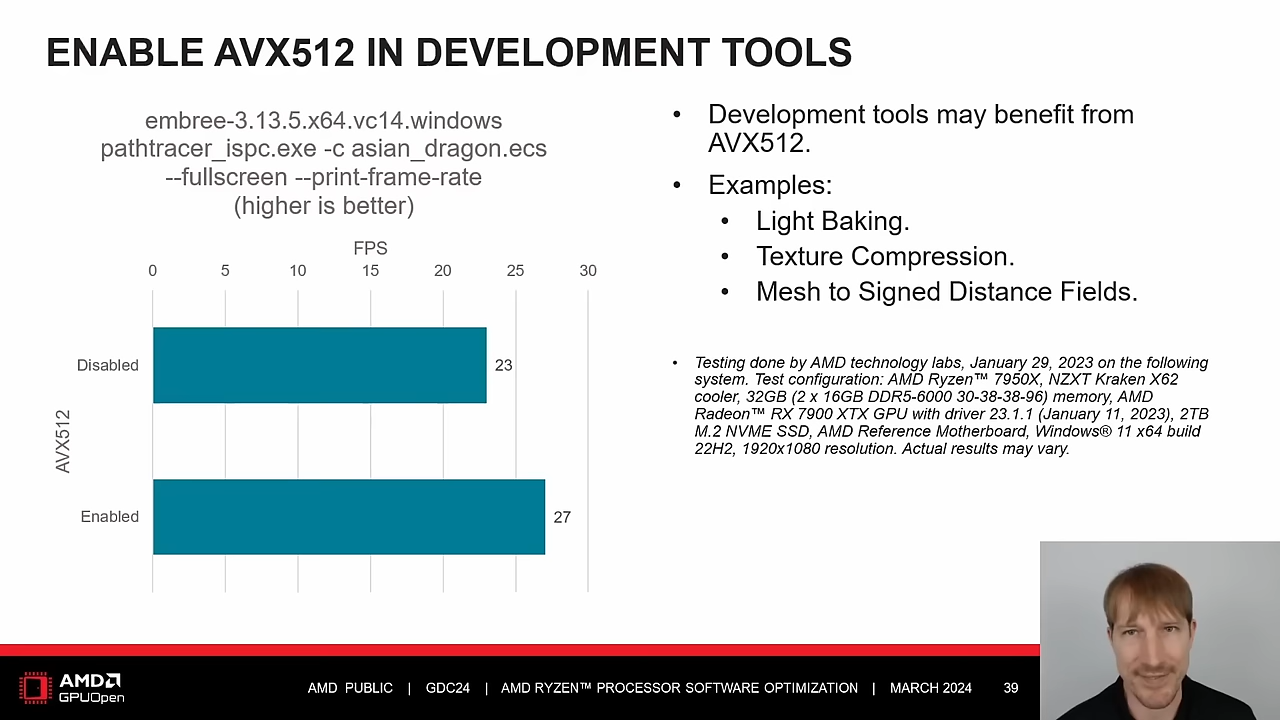 ENABLE AVX512 IN DEVELOPMENT TOOLS
embree-3.13.5.x64.vc14.windows
pathtracer_ispc.exe -c asian_dragon.ecs
--fullscreen --print-frame-rate
(higher is better)
FPS
0 5 10 15 20 25 30
Disabled 23
AVX512
Enabled 27
• Development tools may benefit from
AVX512.
• Examples:
• Light Baking.
• Texture Compression.
• Mesh to Signed Distance Fields.
• Testing done by AMD technology labs, January 29, 2023 on the following
system. Test configuration: AMD Ryzen™ 7950X, NZXT Kraken X62
cooler, 32GB (2 x 16GB DDR5-6000 30-38-38-96) memory, AMD
Radeon™ RX 7900 XTX GPU with driver 23.1.1 (January 11, 2023), 2TB
M.2 NVME SSD, AMD Reference Motherboard, Windows® 11 x64 build
22H2, 1920x1080 resolution. Actual results may vary.
AMD
GPUOpen
AMD PUBLIC | GDC24 | AMD RYZEN™ PROCESSOR SOFTWARE OPTIMIZATION | MARCH 2024 39